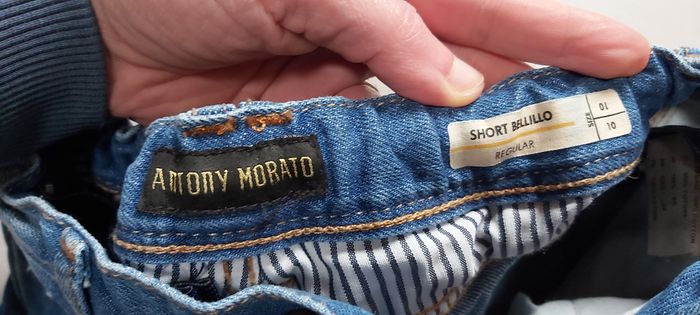 ANTONY MORATO
SHORT BELLILLO
REGULAR
SIZE
10
10